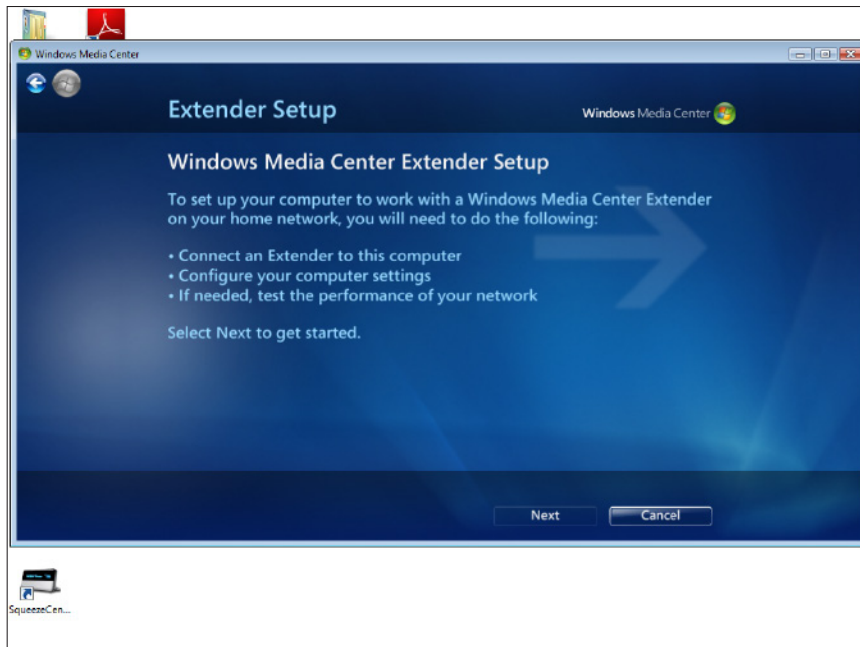 Windows Media Center
Extender Setup
Windows Media Center
Windows Media Center Extender Setup
To set up your computer to work with a Windows Media Center Extender
on your home network, you will need to do the following:
• Connect an Extender to this computer
• Configure your computer settings
• If needed, test the performance of your network
Select Next to get started.
Next
Cancel
SqueezeCen...